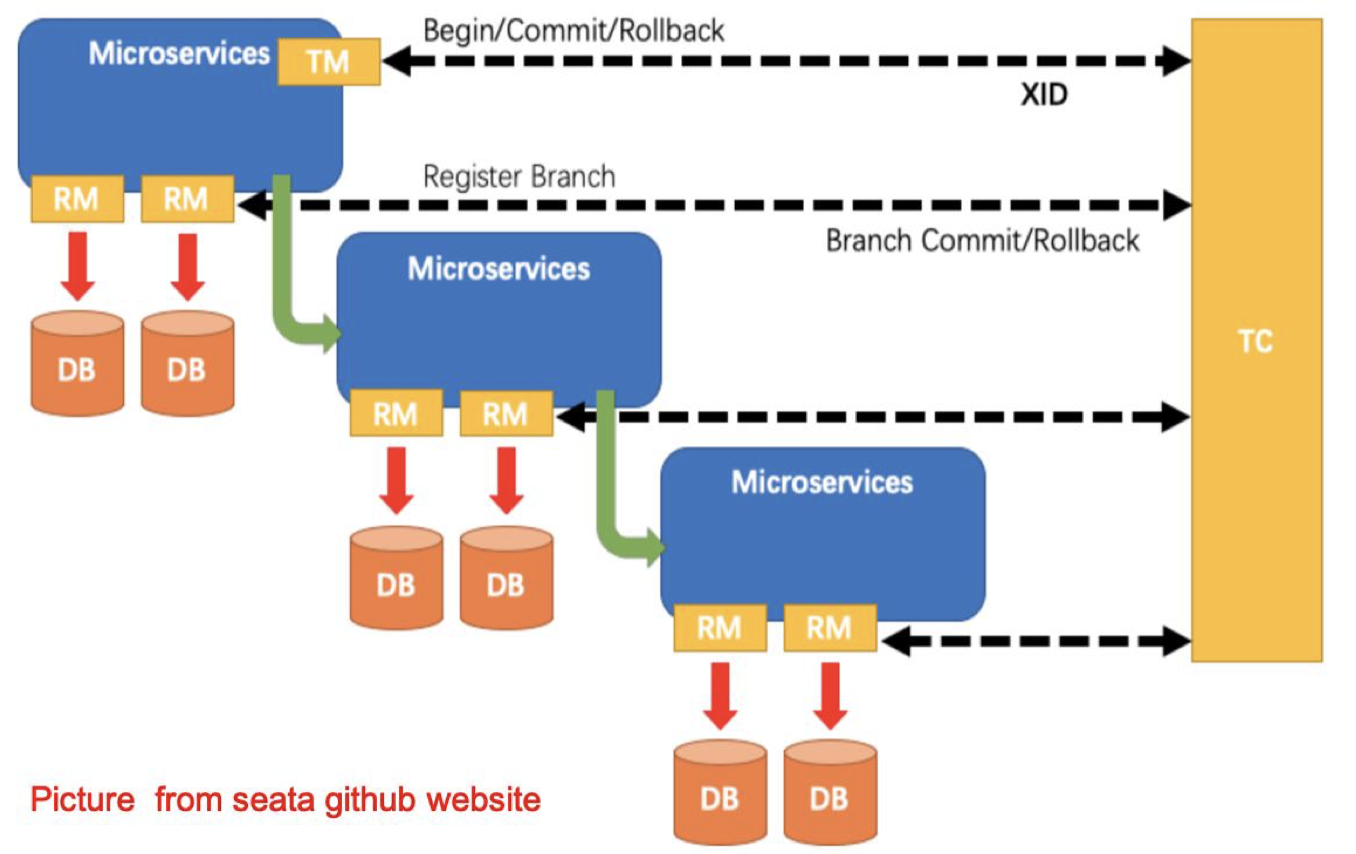 Begin/Commit/Rollback
Microservices
TM
XID
Register Branch
RM
RM
Branch Commit/Rollback
Microservices
TC
DB
DB
RM
RM
Microservices
DB
DB
RM
RM
DB
DB
Picture from seata github website